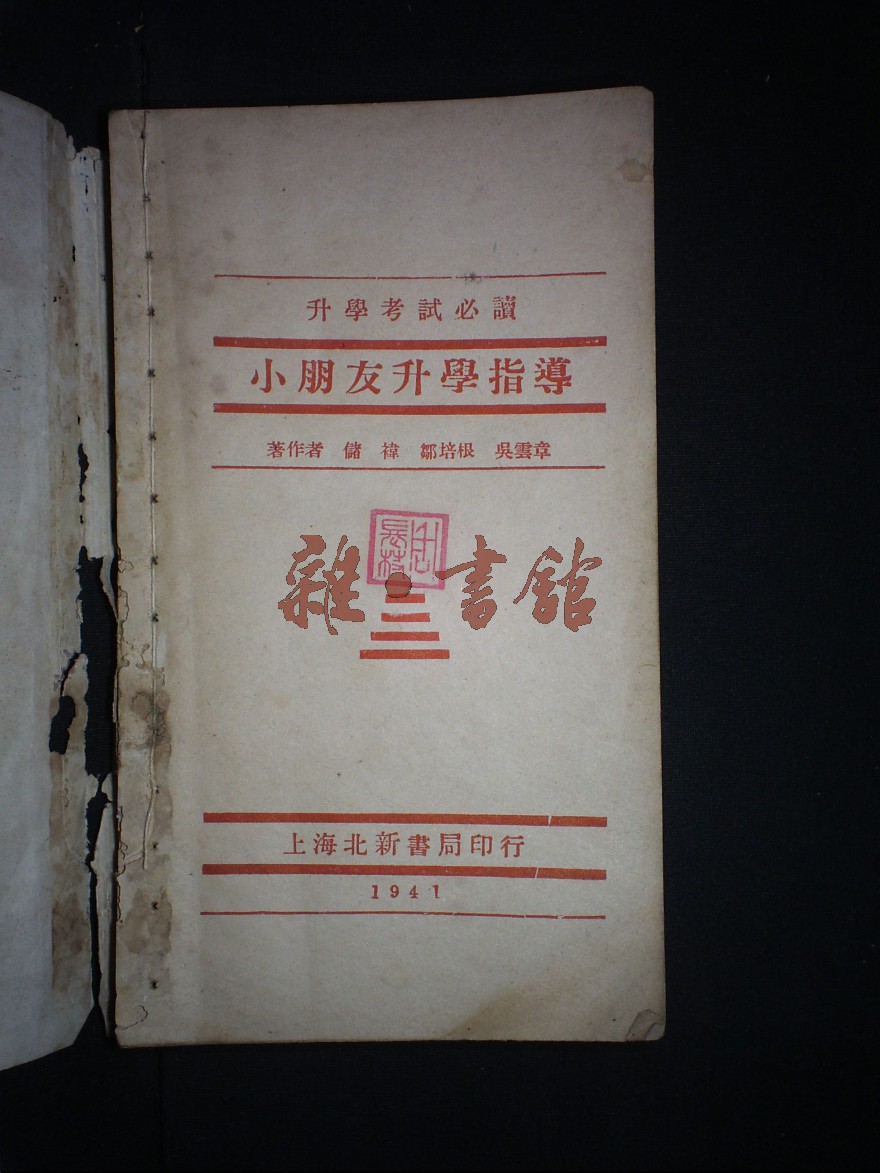 升學考試必讀
小朋友升學指導
著作者 儲 禕 鄒培根 吳雲章
雜·書館
上海北新書局印行
1941